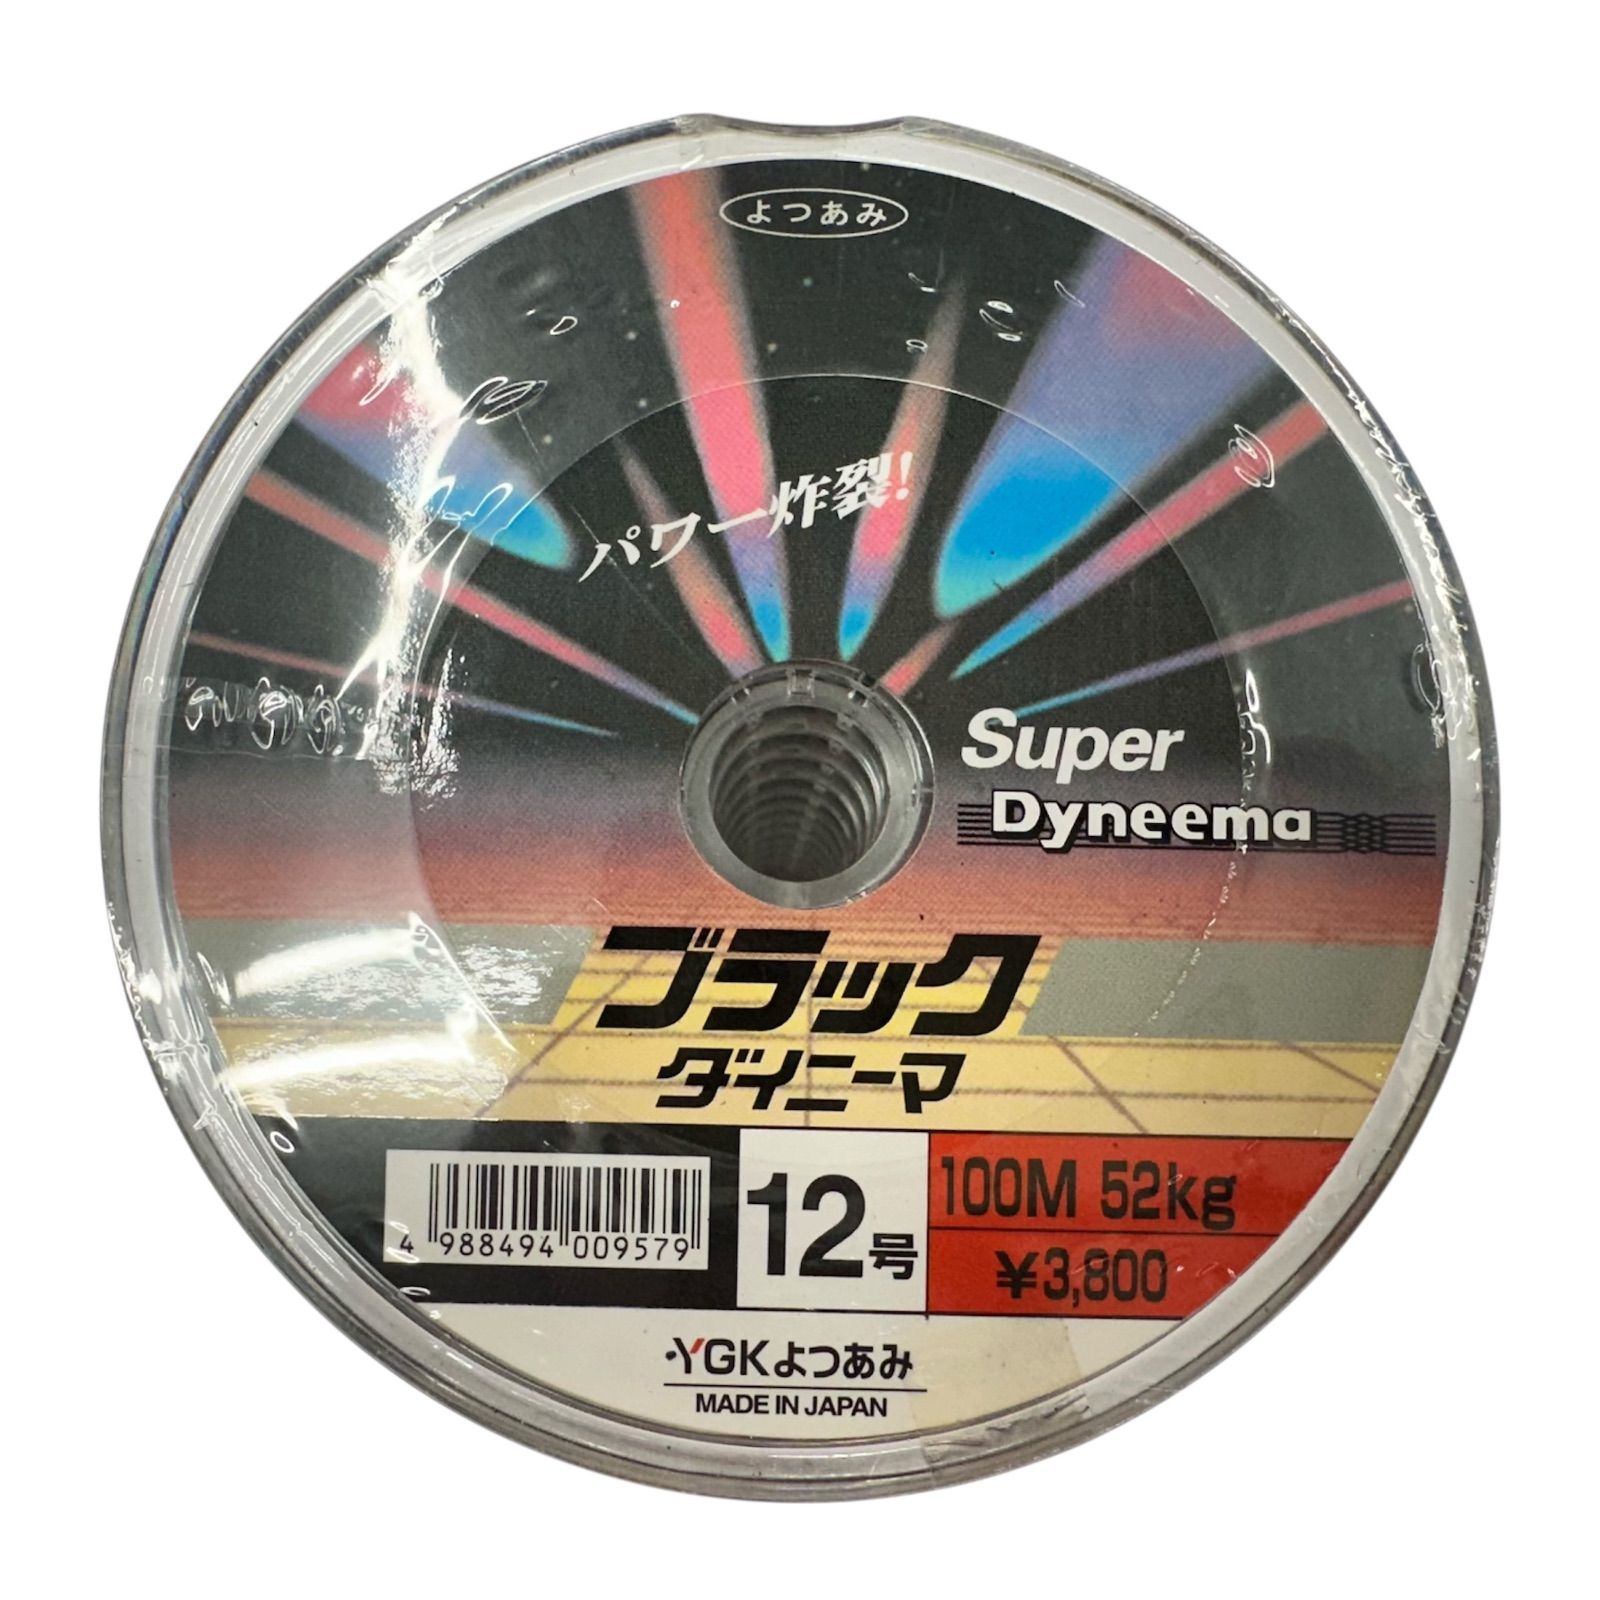 よつあみ
パワー炸裂!
Super
Dyneema
ブラック
ダイニーマ
4 988494 009579
12号
100M 52kg
¥3,800
YGKよつあみ
MADE IN JAPAN